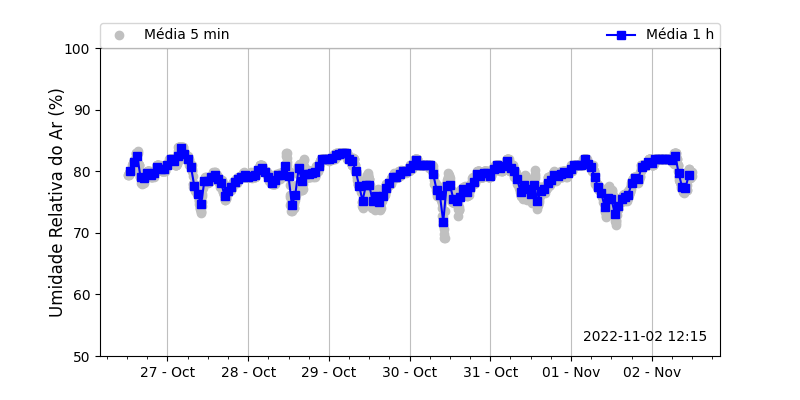 Média 5 min
Média 1 h
Umidade Relativa do Ar (%)
100
90
80
70
60
50
2022-11-02 12:15
27 - Oct
28 - Oct
29 - Oct
30 - Oct
31 - Oct
01 - Nov
02 - Nov